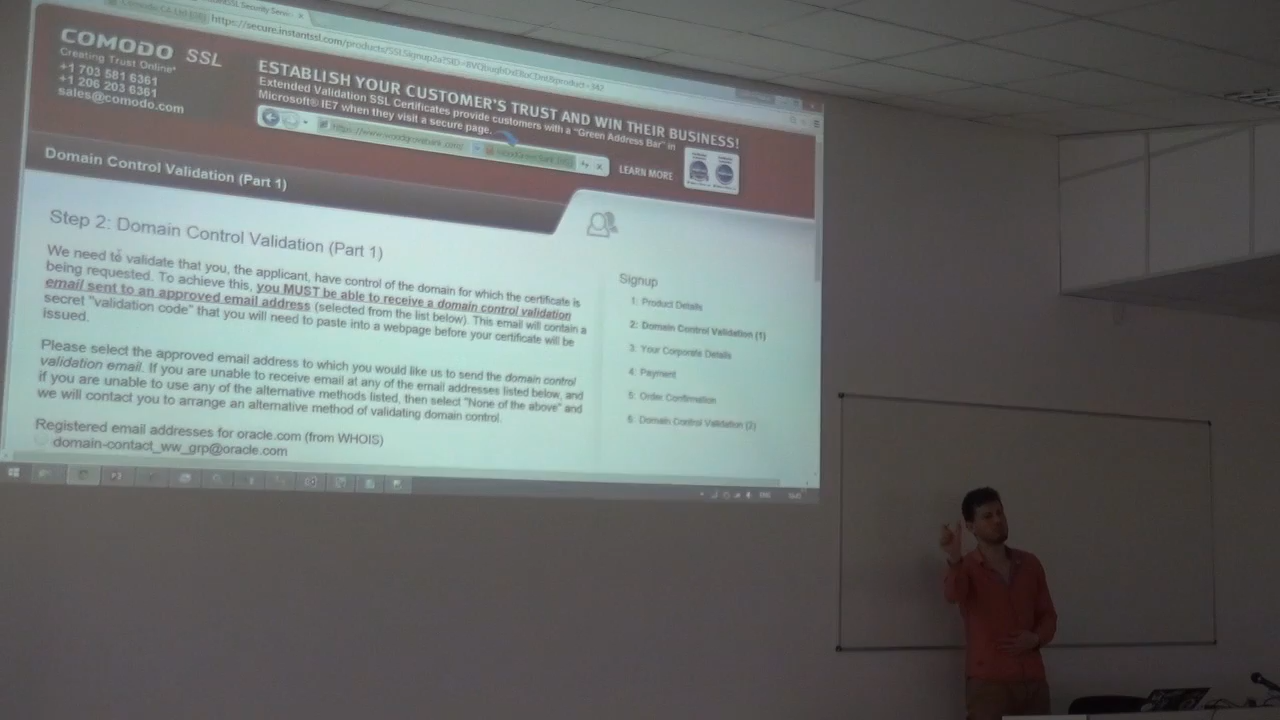 COMODO SSL
Creating Trust Online®
+1 703 581 6361
+1 206 203 6361
sales@comodo.com
ESTABLISH YOUR CUSTOMER'S TRUST AND WIN THEIR BUSINESS!
Extended Validation SSL Certificates provide customers with a "Green Address Bar" in
Microsoft® IE7 when they visit a secure page.
LEARN MORE
Domain Control Validation (Part 1)
Step 2: Domain Control Validation (Part 1)
We need to validate that you, the applicant, have control of the domain for which the certificate is
being requested. To achieve this, you MUST be able to receive a domain control validation
email sent to an approved email address (selected from the list below). This email will contain a
secret "validation code" that you will need to paste into a webpage before your certificate will be
issued.
Please select the approved email address to which you would like us to send the domain control
validation email. If you are unable to receive email at any of the email addresses listed below, and
if you are unable to use any of the alternative methods listed, then select "None of the above" and
we will contact you to arrange an alternative method of validating domain control.
Registered email addresses for oracle.com (from WHOIS)
domain-contact_ww_grp@oracle.com
Signup
1: Product Details
2: Domain Control Validation (1)
3: Your Corporate Details
4: Payment
5: Order Confirmation
6: Domain Control Validation (2)